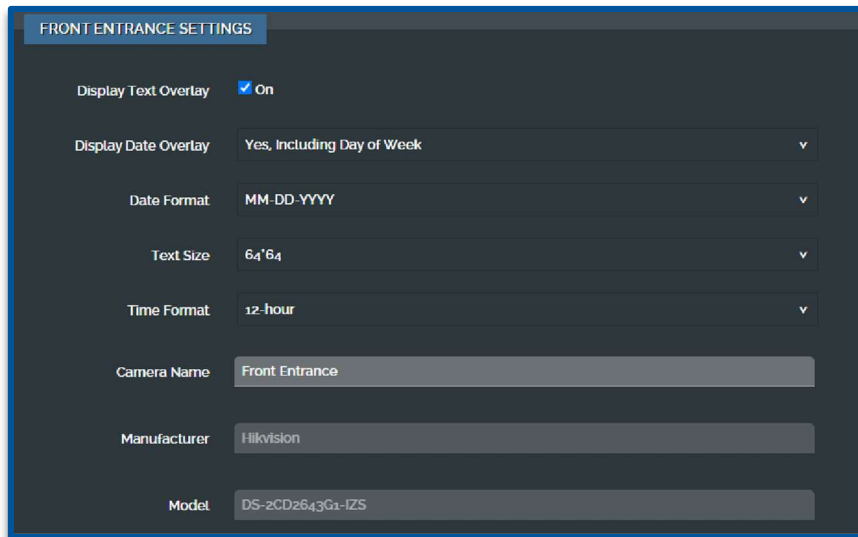 FRONT ENTRANCE SETTINGS
Display Text Overlay On
Display Date Overlay Yes, Including Day of Week v
Date Format MM-DD-YYYY v
Text Size 64*64 v
Time Format 12-hour v
Camera Name Front Entrance
Manufacturer Hikvision
Model DS-2CD2643G1-IZS